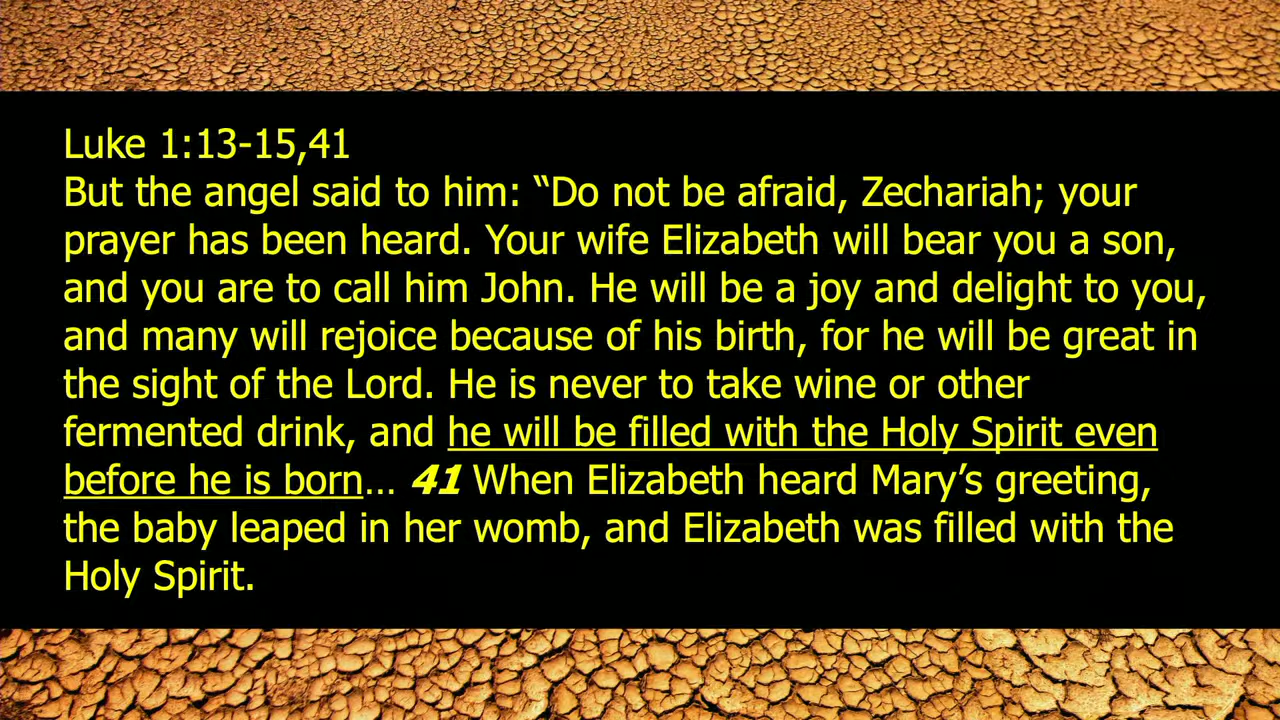 Luke 1:13-15,41
But the angel said to him: “Do not be afraid, Zechariah; your
prayer has been heard. Your wife Elizabeth will bear you a son,
and you are to call him John. He will be a joy and delight to you,
and many will rejoice because of his birth, for he will be great in
the sight of the Lord. He is never to take wine or other
fermented drink, and he will be filled with the Holy Spirit even
before he is born… 41 When Elizabeth heard Mary’s greeting,
the baby leaped in her womb, and Elizabeth was filled with the
Holy Spirit.